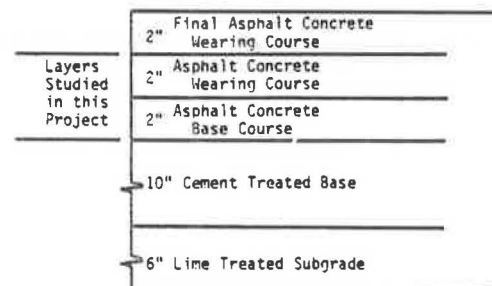 2" Final Asphalt Concrete
Wearing Course
Layers
Studied
in this
Project
2" Asphalt Concrete
Wearing Course
2" Asphalt Concrete
Base Course
10" Cement Treated Base
6" Lime Treated Subgrade